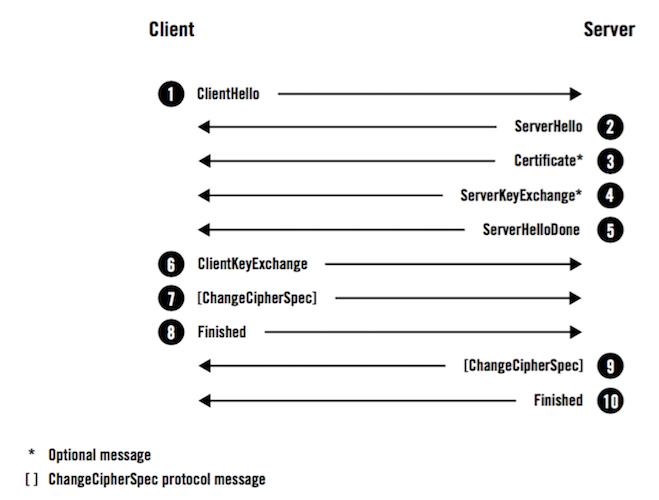 Client Server
1 ClientHello
ServerHello 2
Certificate* 3
ServerKeyExchange* 4
ServerHelloDone 5
6 ClientKeyExchange
7 [ChangeCipherSpec]
8 Finished
[ChangeCipherSpec] 9
Finished 10
* Optional message
[ ] ChangeCipherSpec protocol message